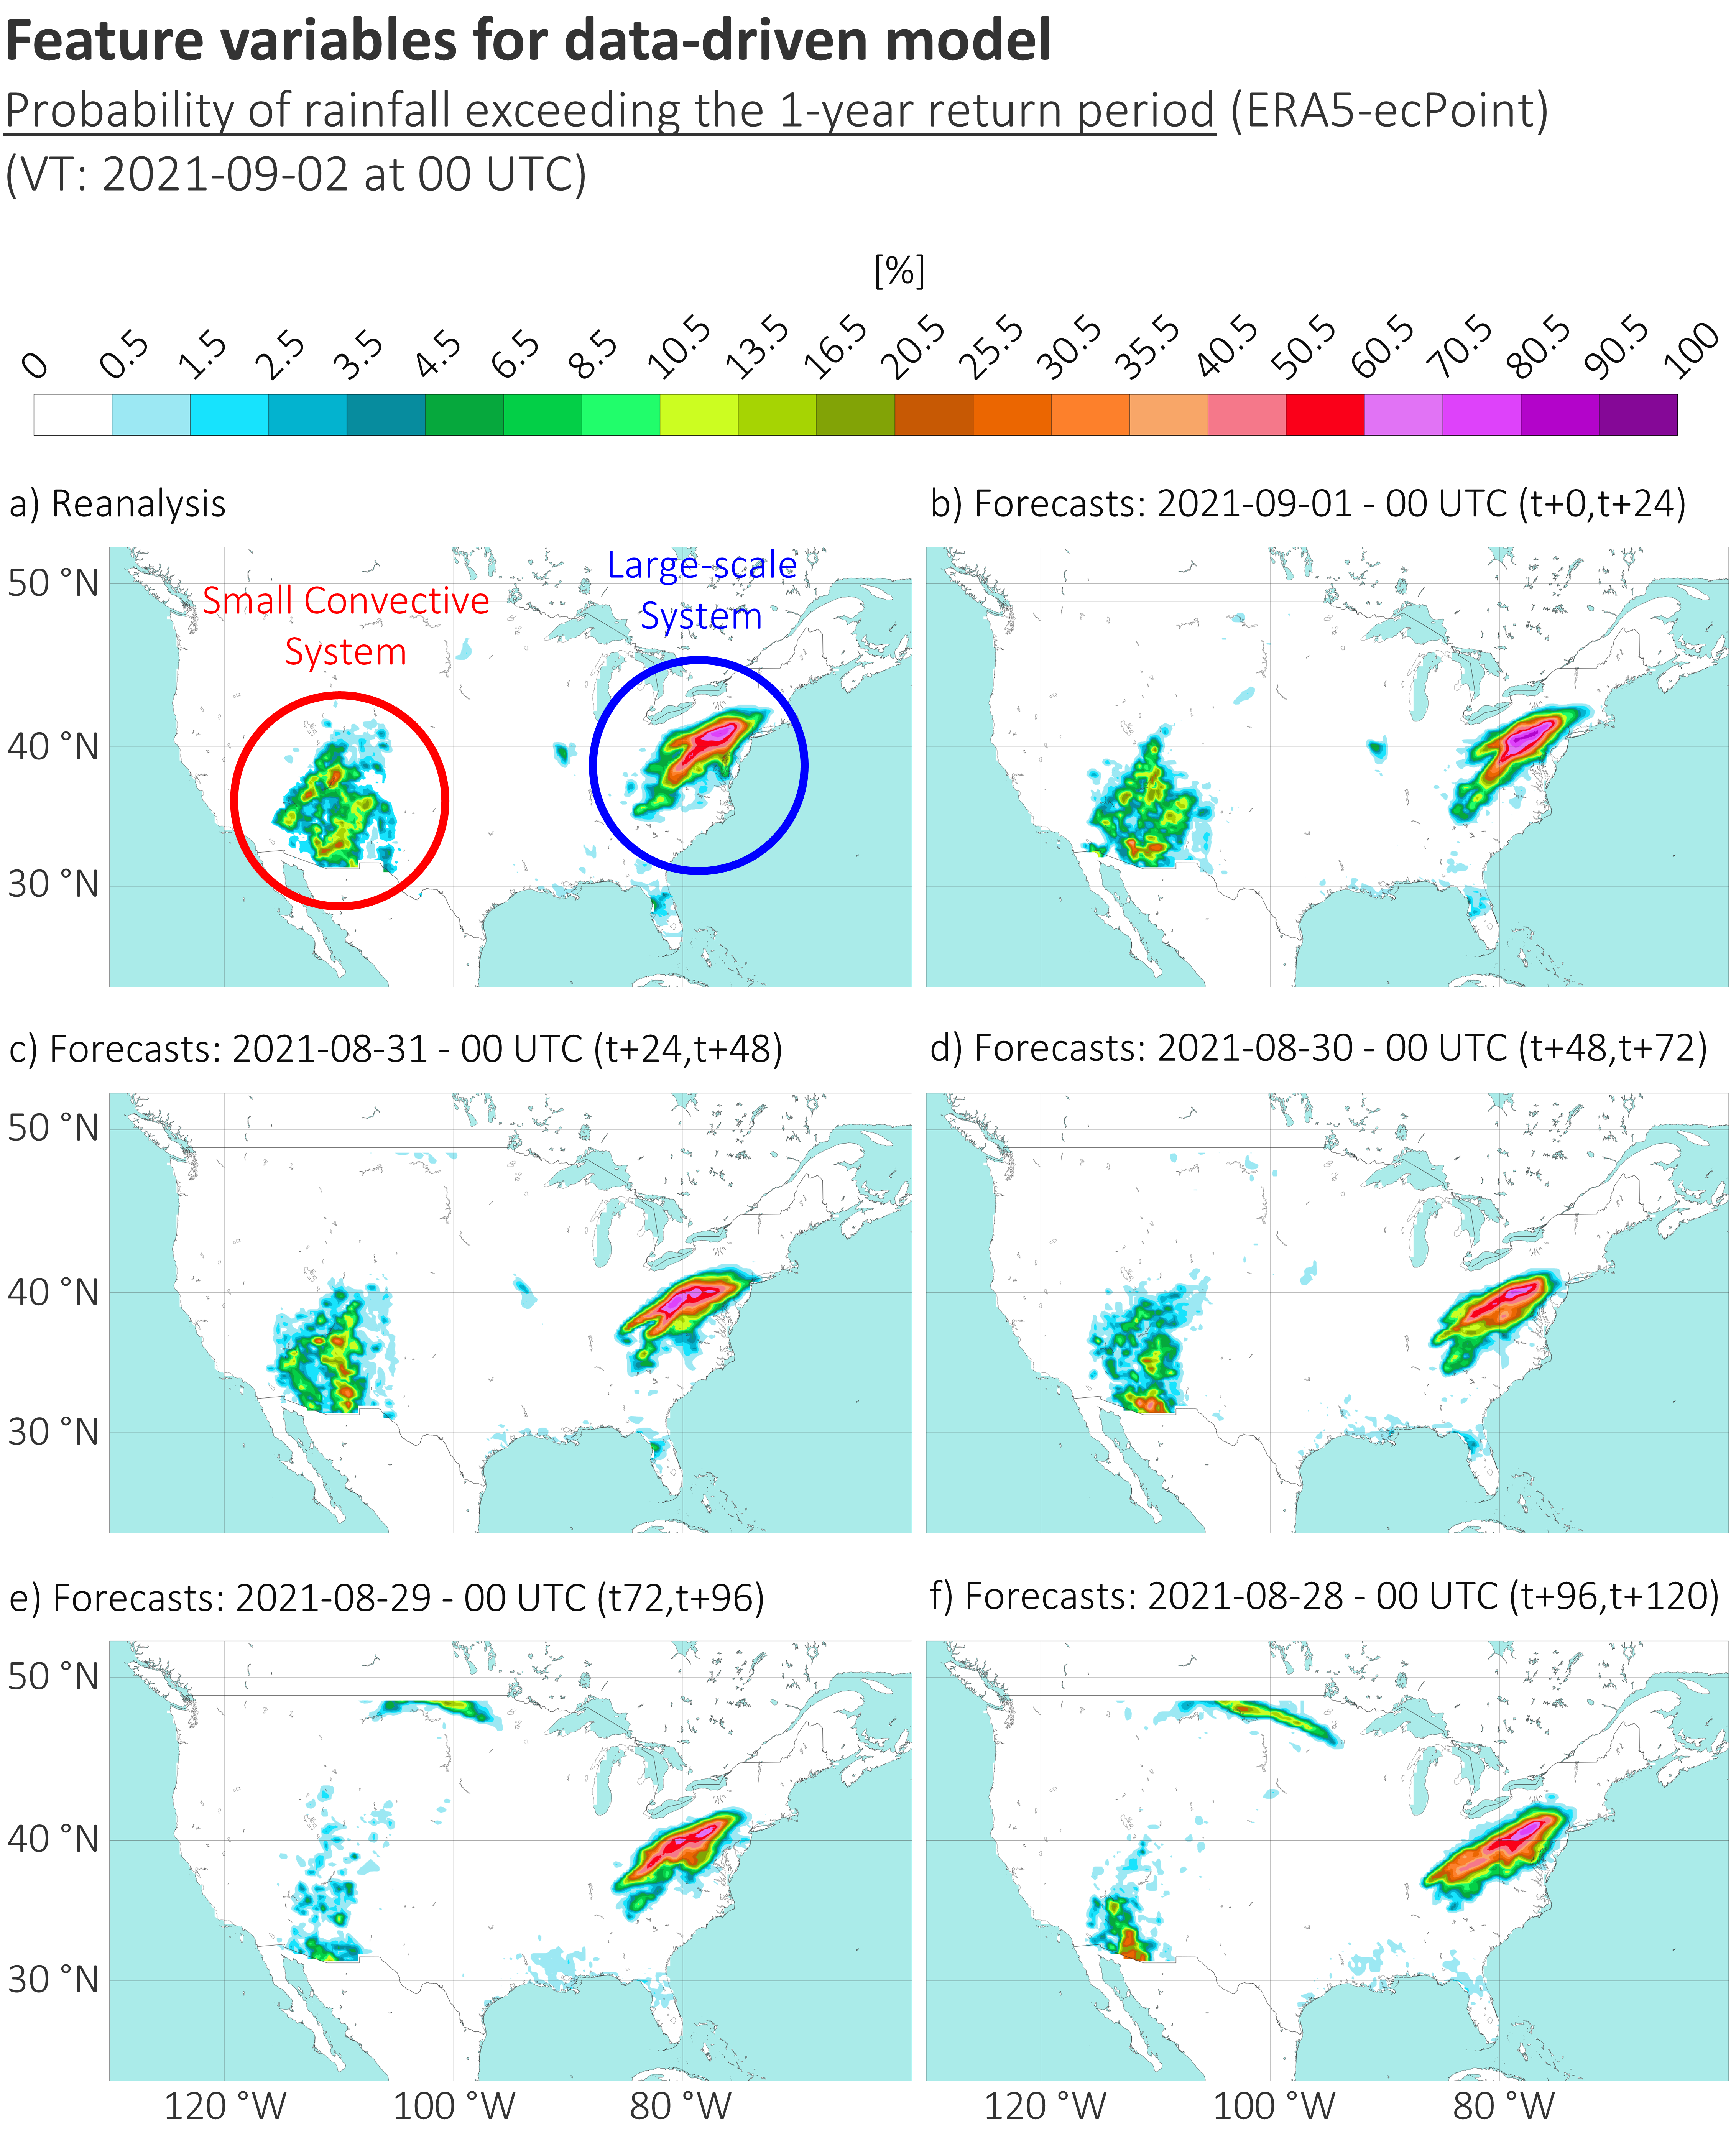 Feature variables for data-driven model
Probability of rainfall exceeding the 1-year return period (ERA5-ecPoint)
(VT: 2021-09-02 at 00 UTC)
[%]
0 0.5 1.5 2.5 3.5 4.5 6.5 8.5 10.5 13.5 16.5 20.5 25.5 30.5 35.5 40.5 50.5 60.5 70.5 80.5 90.5 100
a) Reanalysis
Small Convective
System
Large-scale
System
50 °N
40 °N
30 °N
b) Forecasts: 2021-09-01 - 00 UTC (t+0,t+24)
c) Forecasts: 2021-08-31 - 00 UTC (t+24,t+48)
50 °N
40 °N
30 °N
d) Forecasts: 2021-08-30 - 00 UTC (t+48,t+72)
e) Forecasts: 2021-08-29 - 00 UTC (t72,t+96)
50 °N
40 °N
30 °N
120 °W 100 °W 80 °W
f) Forecasts: 2021-08-28 - 00 UTC (t+96,t+120)
120 °W 100 °W 80 °W